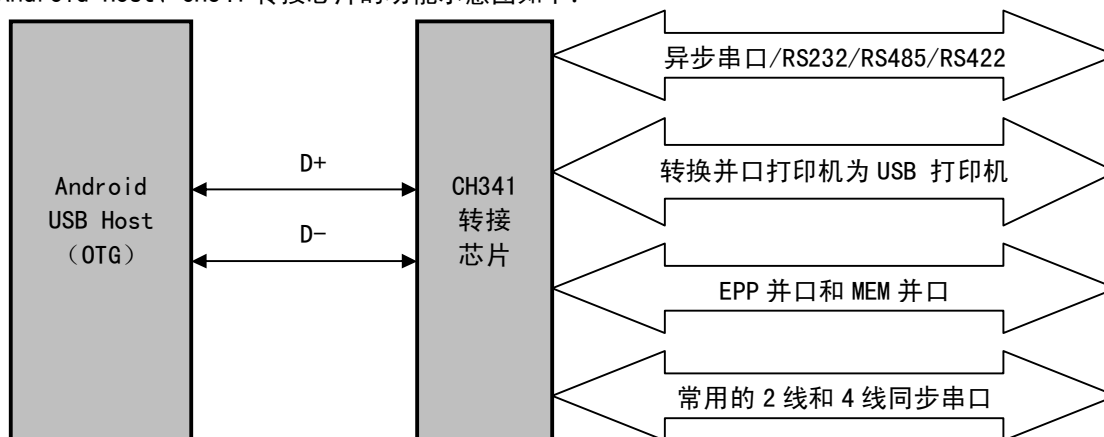 Android Host、CH341 转接芯片的功能示意图如下:
异步串口/RS232/RS485/RS422
D+
转换并口打印机为 USB 打印机
Android
USB Host
（OTG）
CH341
转接
芯片
D-
EPP 并口和 MEM 并口
常用的 2 线和 4 线同步串口